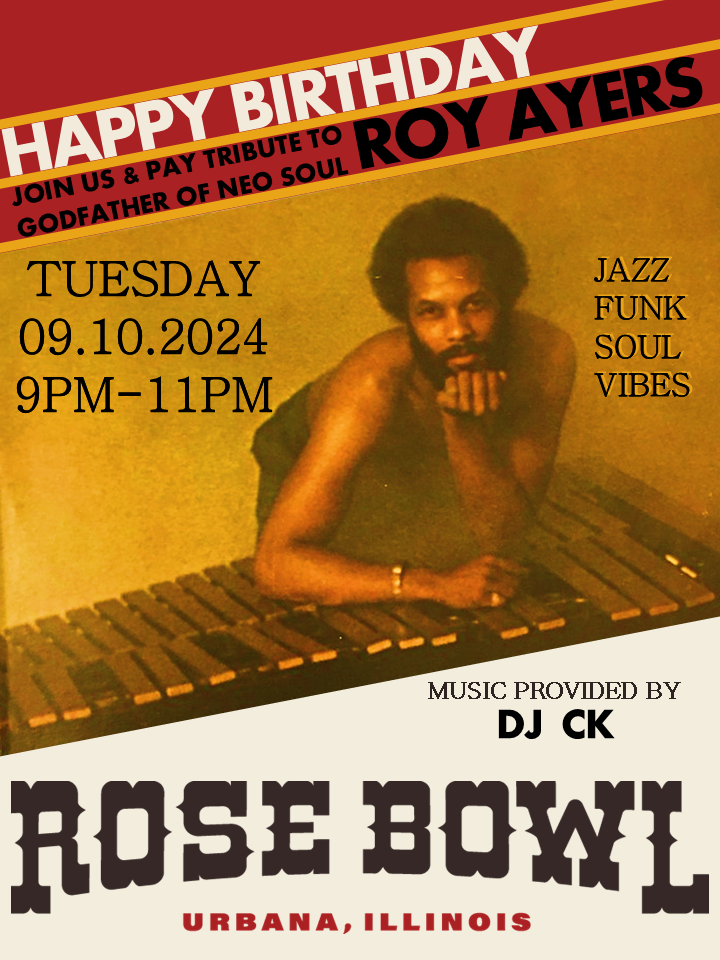 HAPPY BIRTHDAY
JOIN US & PAY TRIBUTE TO
GODFATHER OF NEO SOUL
ROY AYERS
TUESDAY
09.10.2024
9PM-11PM
JAZZ
FUNK
SOUL
VIBES
MUSIC PROVIDED BY
DJ CK
ROSE BOWL
URBANA, ILLINOIS